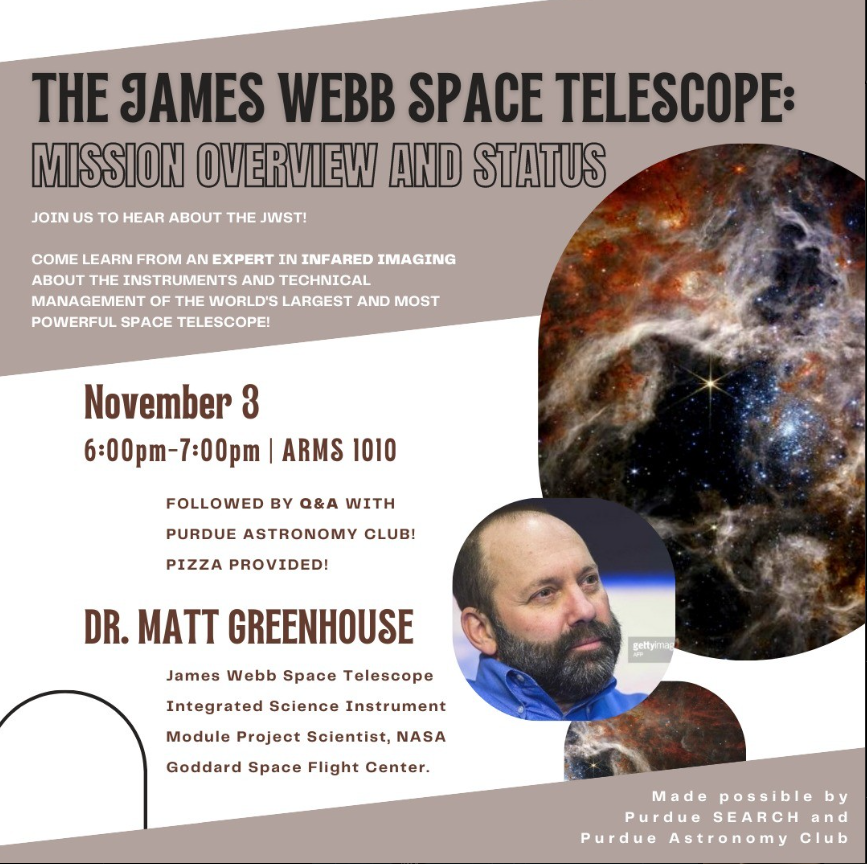 THE JAMES WEBB SPACE TELESCOPE:
MISSION OVERVIEW AND STATUS
JOIN US TO HEAR ABOUT THE JWST!
COME LEARN FROM AN EXPERT IN INFARED IMAGING
ABOUT THE INSTRUMENTS AND TECHNICAL
MANAGEMENT OF THE WORLD'S LARGEST AND MOST
POWERFUL SPACE TELESCOPE!
November 3
6:00pm-7:00pm | ARMS 1010
FOLLOWED BY Q&A WITH
PURDUE ASTRONOMY CLUB!
PIZZA PROVIDED!
DR. MATT GREENHOUSE
James Webb Space Telescope
Integrated Science Instrument
Module Project Scientist, NASA
Goddard Space Flight Center.
gettyimag
AFP
Made possible by
Purdue SEARCH and
Purdue Astronomy Club